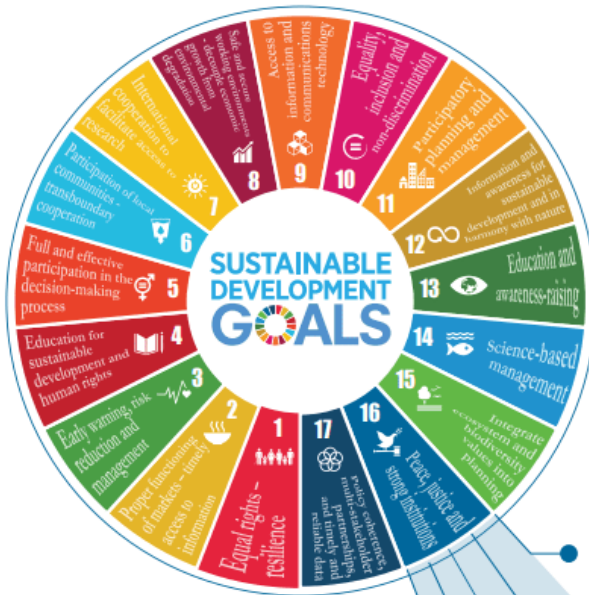 SUSTAINABLE
DEVELOPMENT
GOALS
1
Equal rights –
resilience
2
Proper functioning
of markets – timely
access to
information
3
Early warning, risk
reduction and
management
4
Education for
sustainable
development and
human rights
5
Full and effective
participation in the
decision-making
process
6
Participation of local
communities -
transboundary
cooperation
7
International
cooperation to
facilitate access to
research
8
Safe and secure
working environments
- decouple economic
growth from
environmental
degradation
9
Access to
information and
communications
technology
10
Equality,
inclusion and
non-discrimination
11
Participatory
planning and
management
12
Information and
awareness for
sustainable
development and in
harmony with nature
13
Education and
awareness-raising
14
Science-based
management
15
Integrate
ecosystem and
biodiversity
values into
planning
16
Peace, justice and
strong institutions
17
Policy coherence,
multi-stakeholder
partnerships,
and timely and
reliable data